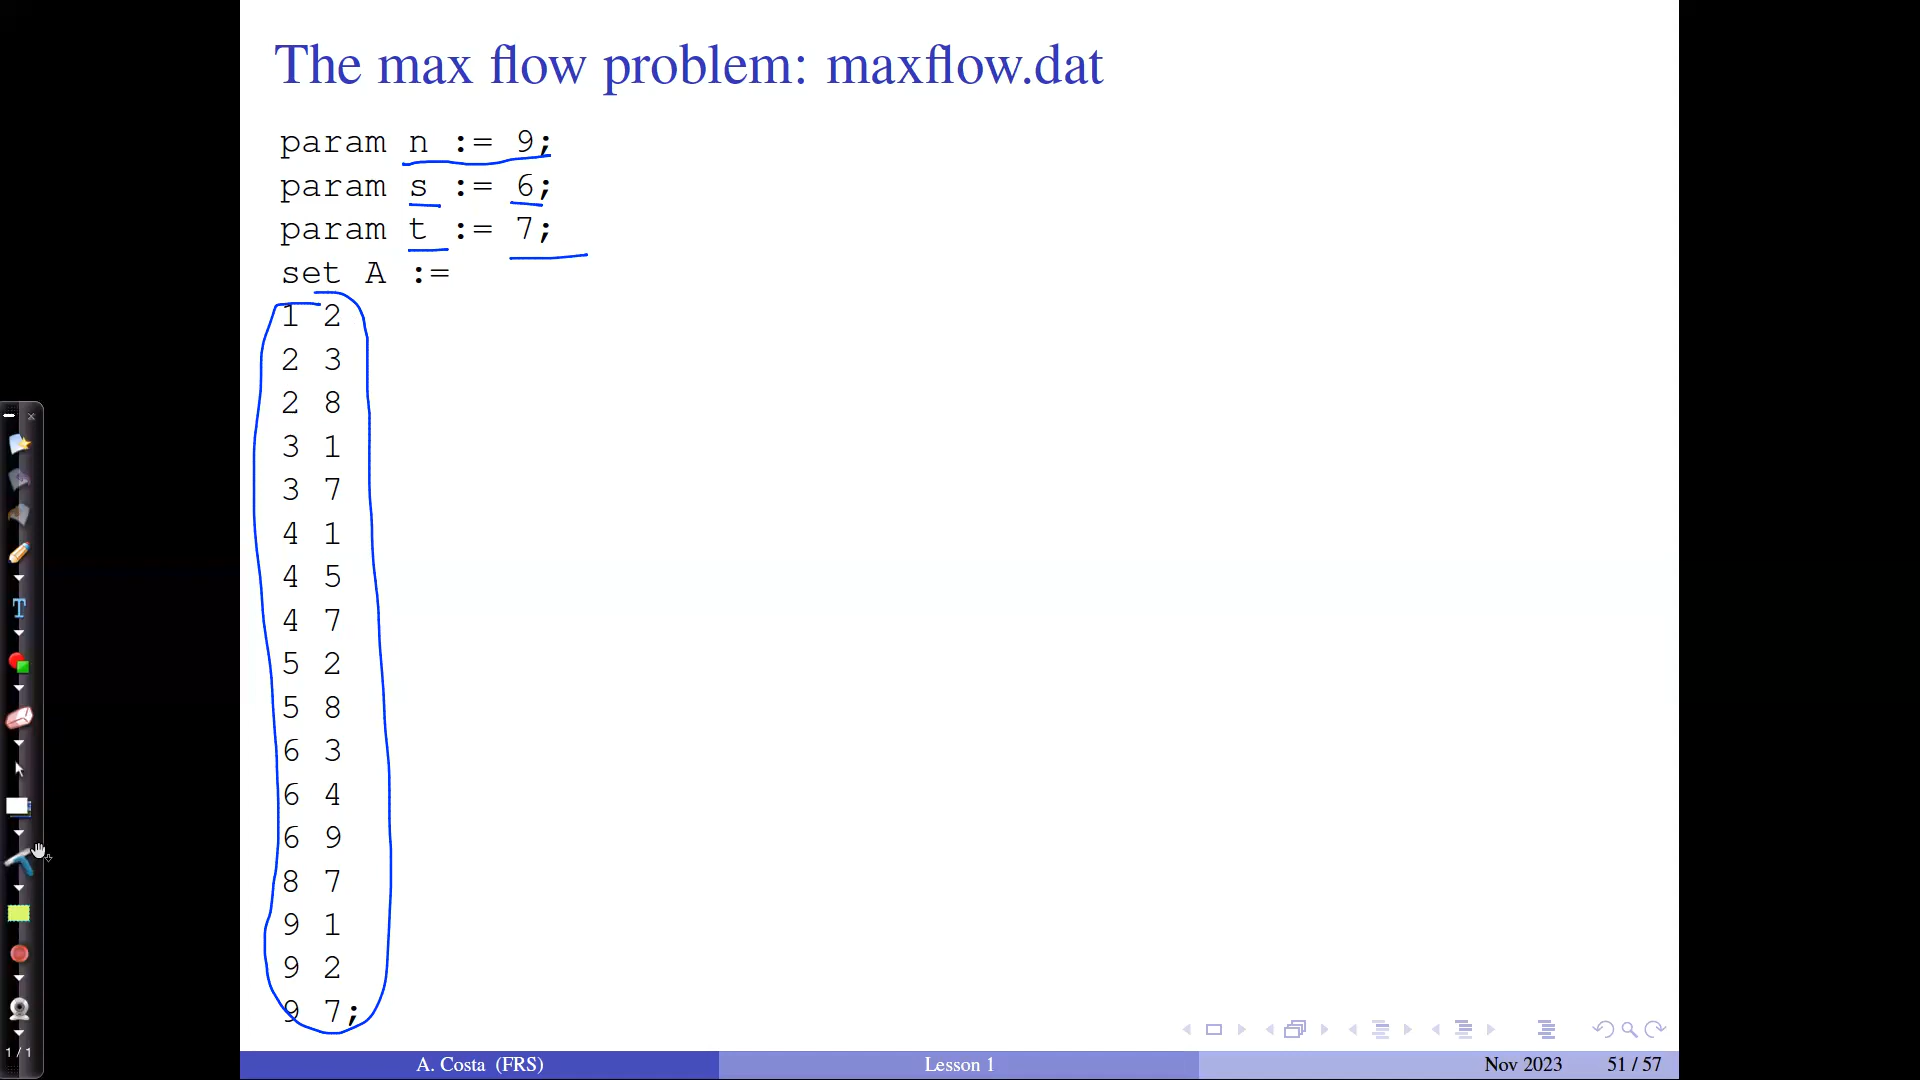 The max flow problem: maxflow.dat
param n := 9;
param s := 6;
param t := 7;
set A :=
1 2
2 3
2 8
3 1
3 7
4 1
4 5
4 7
5 2
5 8
6 3
6 4
6 9
8 7
9 1
9 2
9 7;
1 / 1
A. Costa (FRS) Lesson 1 Nov 2023 51 / 57